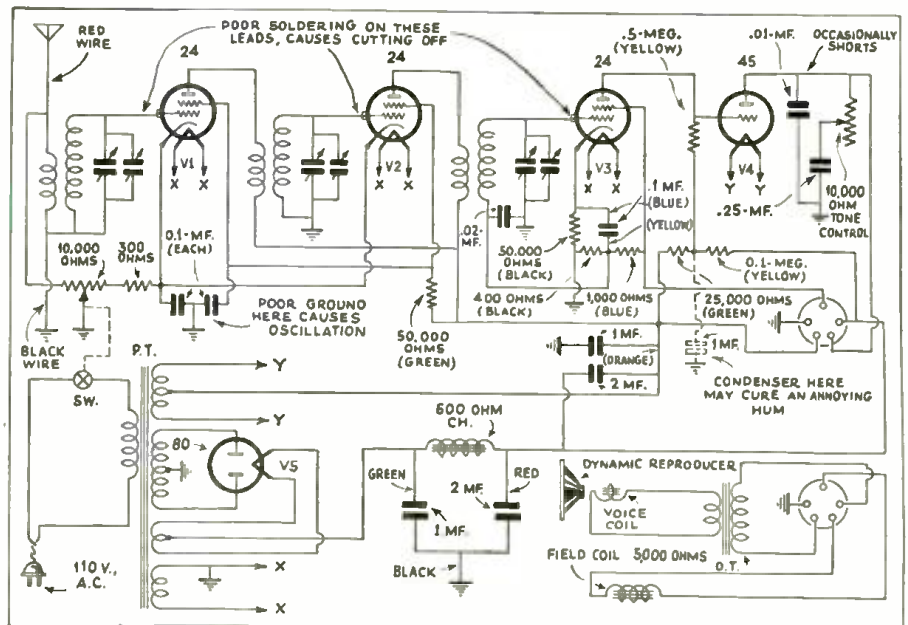 POOR SOLDERING ON THESE
LEADS, CAUSES CUTTING OFF
RED
WIRE
24
24
24
.5-MEG.
(YELLOW)
45
.01-MF.
OCCASIONALLY
SHORTS
V1
V2
V3
V4
X
X
X
X
X
X
Y
Y
.25-MF.
10,000
OHM
TONE
CONTROL
10,000
OHMS
300
OHMS
0.1-MF.
(EACH)
.02-
MF.
.1 MF.
(BLUE)
(YELLOW)
50,000
OHMS
(BLACK)
400 OHMS
(BLACK)
1,000 OHMS
(BLUE)
0.1-MEG.
(YELLOW)
25,000 OHMS
(GREEN)
POOR GROUND
HERE CAUSES
OSCILLATION
50,000
OHMS
(GREEN)
BLACK
WIRE
P.T.
SW.
Y
Y
1 MF.
(ORANGE)
2 MF.
1 MF.
CONDENSER HERE
MAY CURE AN ANNOYING
HUM
80
V5
600 OHM
CH.
GREEN
RED
2 MF.
1 MF.
BLACK
DYNAMIC REPRODUCER
VOICE
COIL
FIELD COIL 5,000 OHMS
O.T.
110 V.,
A.C.
X
X